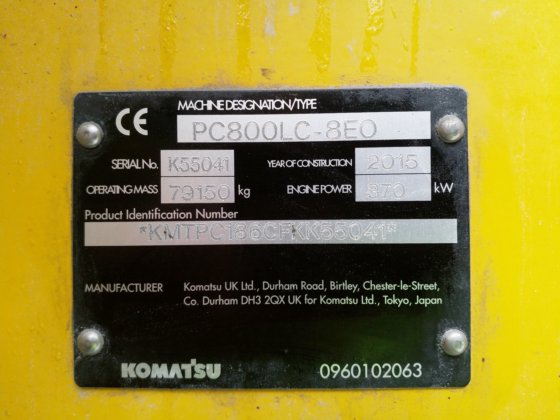 CE
MACHINE DESIGNATION/TYPE
PC800LC-8E0
SERIAL No. K55041 YEAR OF CONSTRUCTION 2015
OPERATING MASS 79150 kg ENGINE POWER 370 kW
Product Identification Number
*KMTPC186CFKK55041*
MANUFACTURER Komatsu UK Ltd., Durham Road, Birtley, Chester-le-Street,
Co. Durham DH3 2QX UK for Komatsu Ltd., Tokyo, Japan
KOMATSU 0960102063